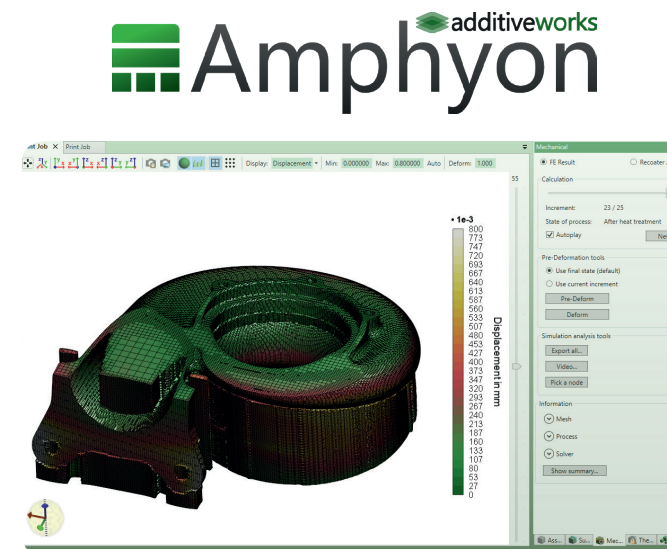 additiveworks
Amphyon
Job X Print Job
Mechanical
Display: Displacement Min: 0.000000 Max: 0.800000 Auto Deform: 1.000
FE Result Recoater
55
Calculation
Increment: 23 / 25
State of process: After heat treatment
Autoplay Ne
Pre-Deformation tools
Use final state (default)
Use current increment
Pre-Deform
Deform
Simulation analysis tools
Export all...
Video...
Pick a node
Information
Mesh
Process
Solver
Show summary...
• 1e-3
800
773
747
720
693
667
640
613
587
560
533
507
480
453
427
400
373
347
320
293
267
240
213
187
160
133
107
80
53
27
0
Displacement in mm
Ass... Su... Mec... The...